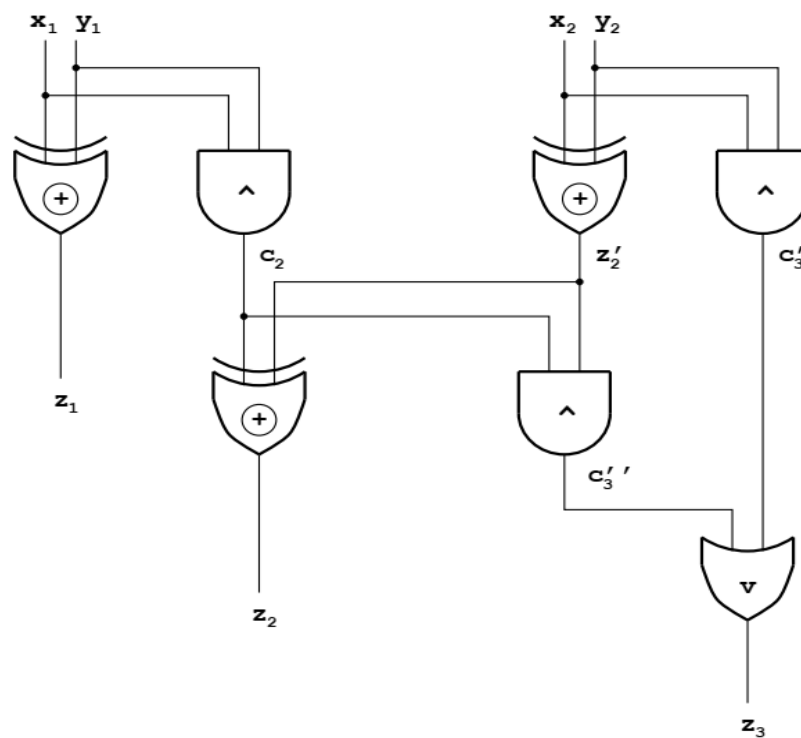 x₁ y₁ x₂ y₂
⊕ ^ ⊕ ^
c₂ z₂′ c₃′
z₁ ⊕ ^
c₃′′
v
z₂
z₃